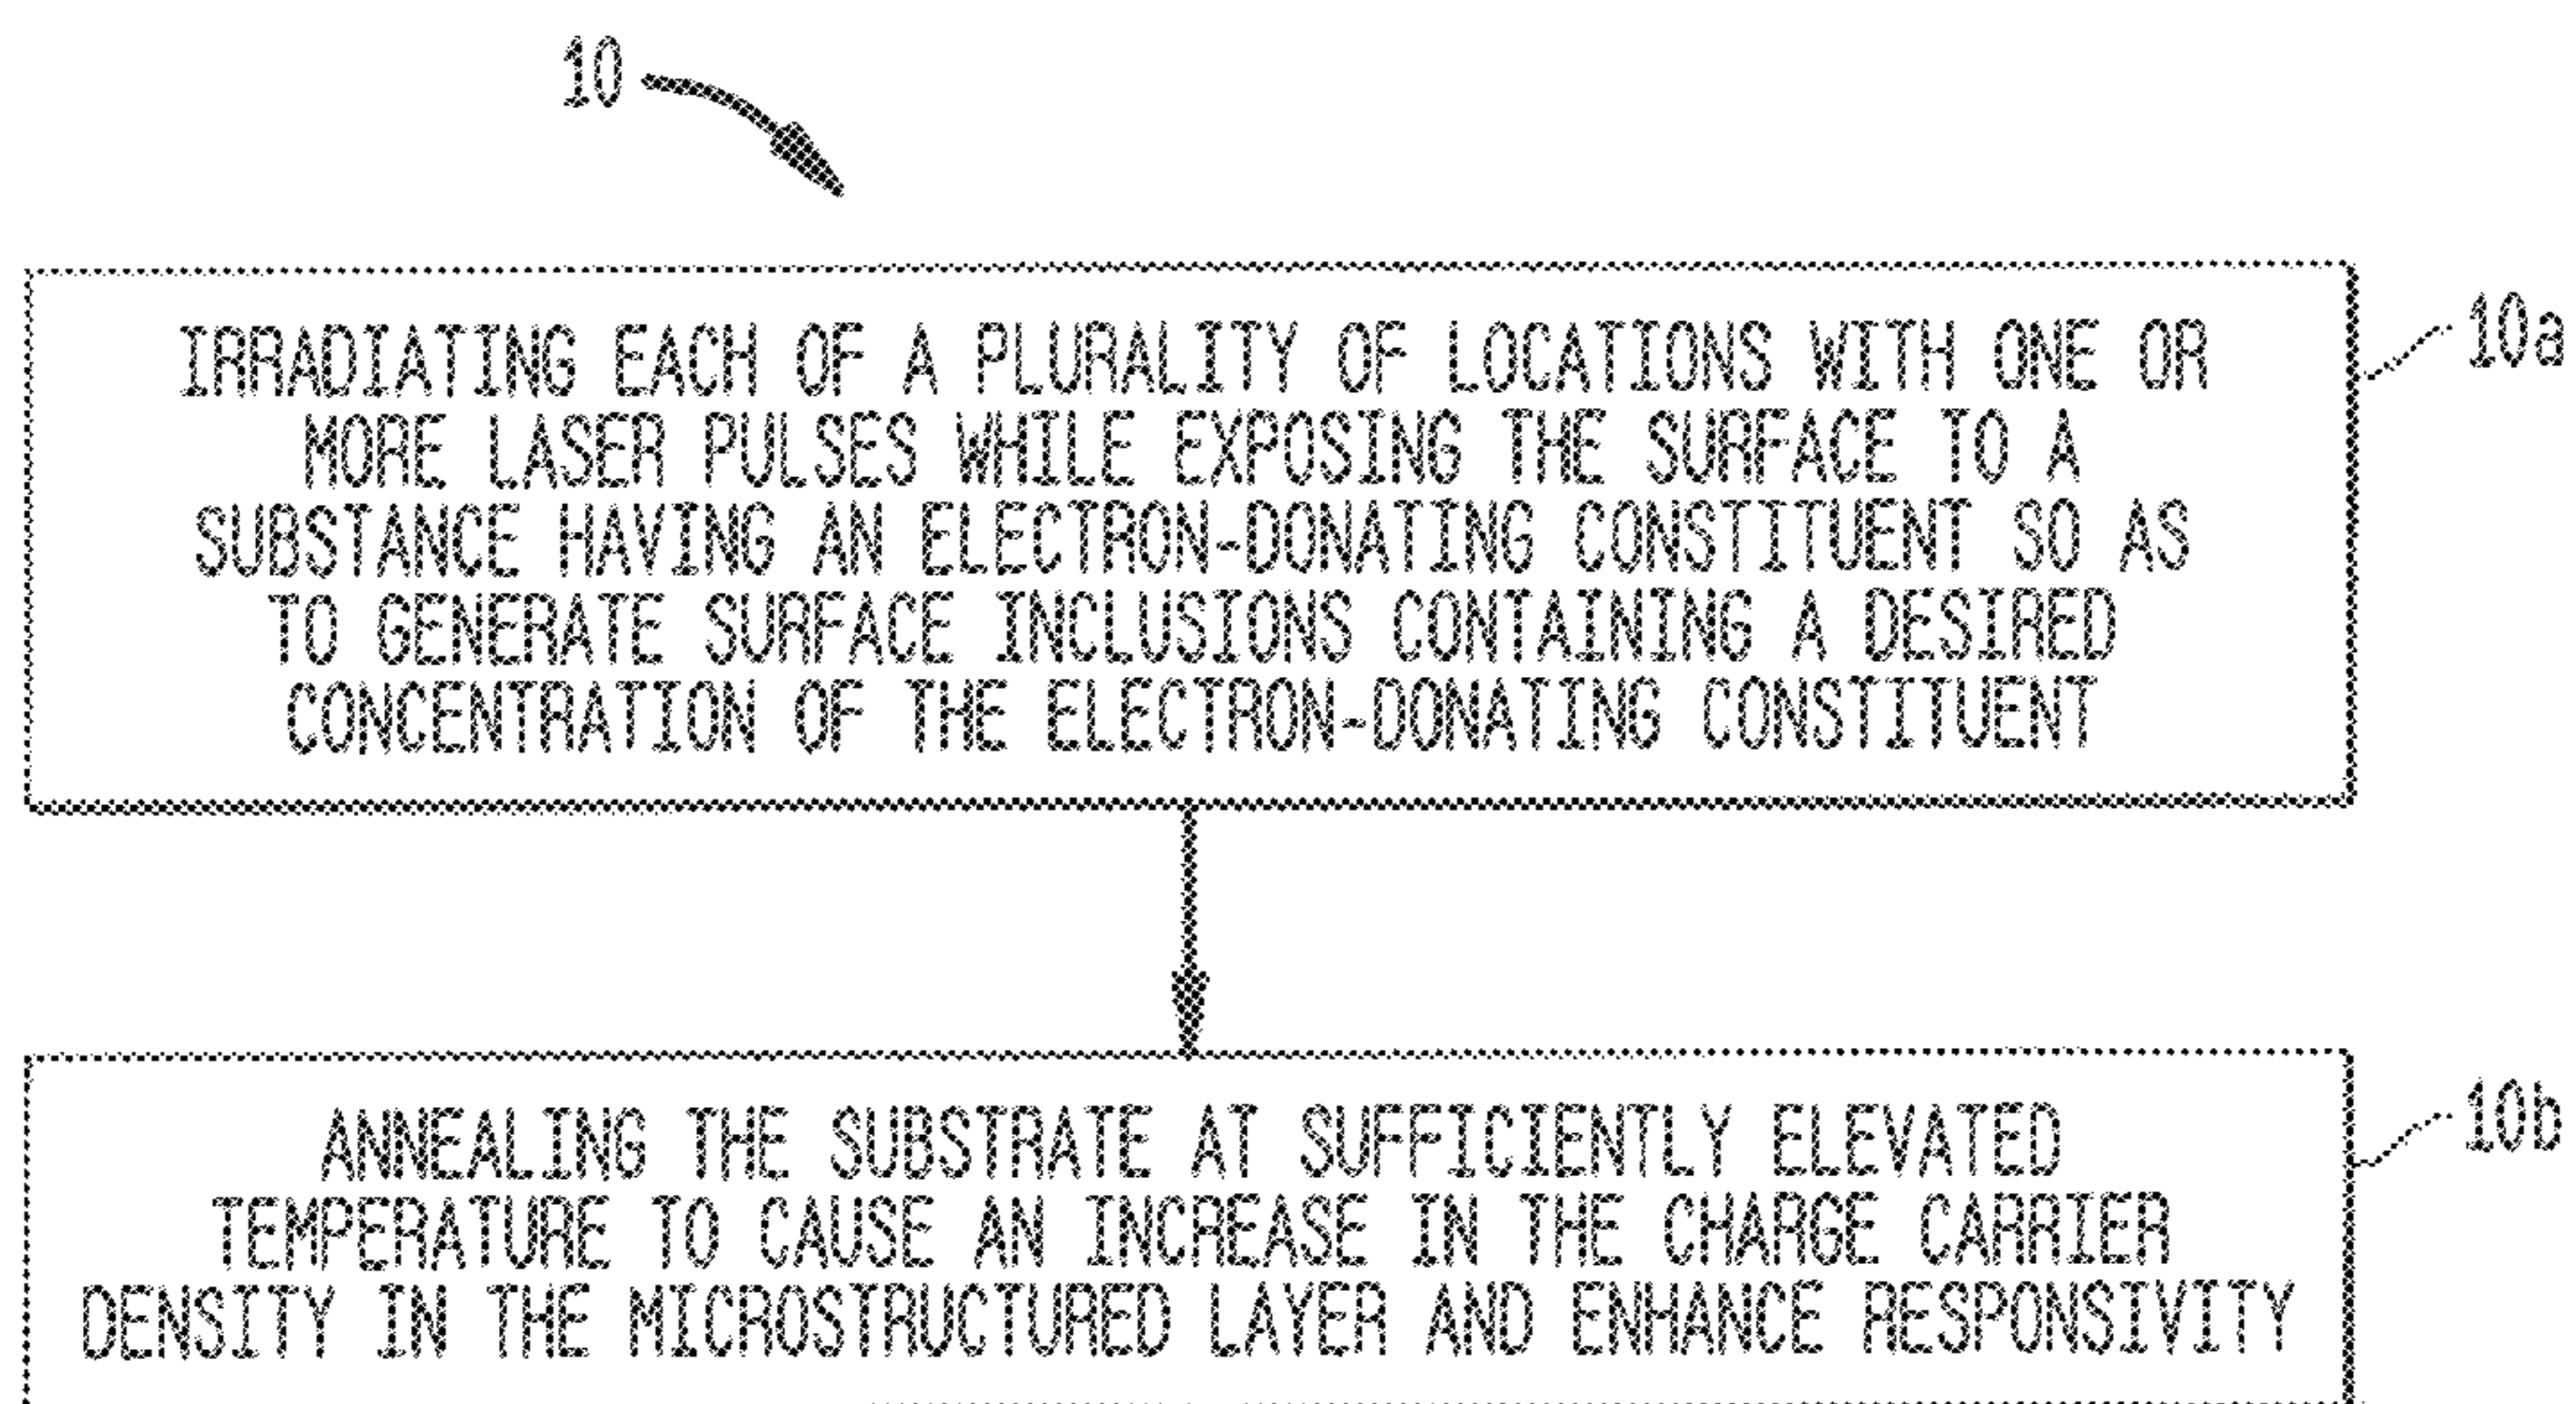 10
IRRADIATING EACH OF A PLURALITY OF LOCATIONS WITH ONE OR
MORE LASER PULSES WHILE EXPOSING THE SURFACE TO A
SUBSTANCE HAVING AN ELECTRON-DONATING CONSTITUENT SO AS
TO GENERATE SURFACE INCLUSIONS CONTAINING A DESIRED
CONCENTRATION OF THE ELECTRON-DONATING CONSTITUENT
10a
ANNEALING THE SUBSTRATE AT SUFFICIENTLY ELEVATED
TEMPERATURE TO CAUSE AN INCREASE IN THE CHARGE CARRIER
DENSITY IN THE MICROSTRUCTURED LAYER AND ENHANCE RESPONSIVITY
10b